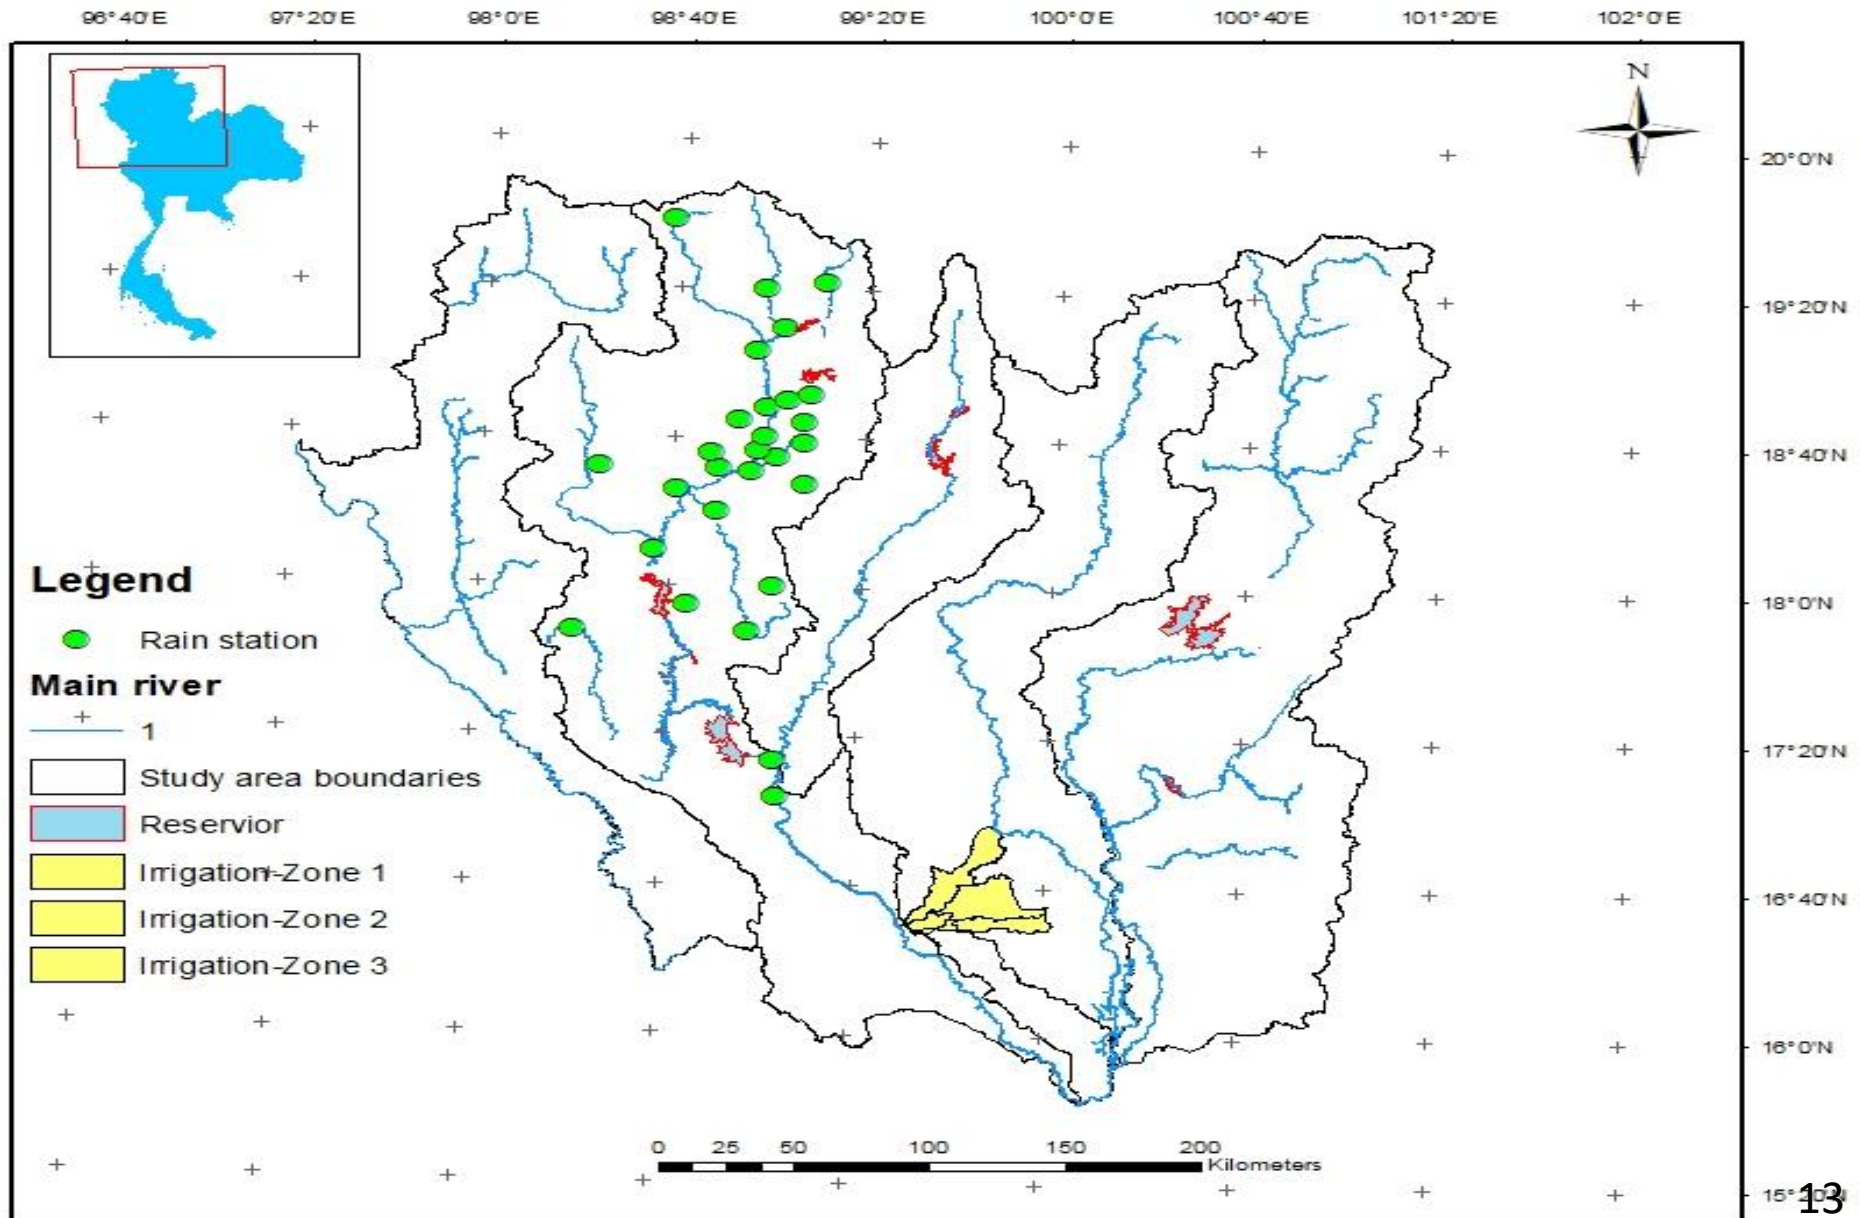 96°40'E 97°20'E 98°0'E 98°40'E 99°20'E 100°0'E 100°40'E 101°20'E 102°0'E
N
20°0'N
19°20'N
18°40'N
18°0'N
17°20'N
16°40'N
16°0'N
15°20'N
Legend
Rain station
Main river
1
Study area boundaries
Reservior
Irrigation-Zone 1
Irrigation-Zone 2
Irrigation-Zone 3
0 25 50 100 150 200
Kilometers
13